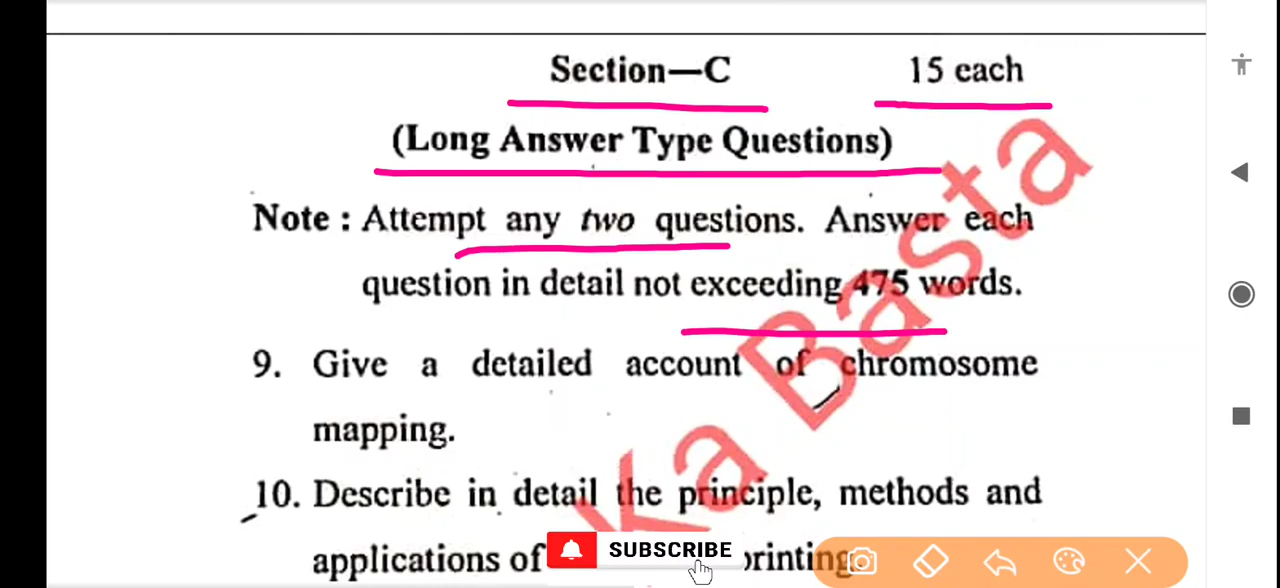 Section—C 15 each
(Long Answer Type Questions)
Note : Attempt any two questions. Answer each
question in detail not exceeding 475 words.
9. Give a detailed account of chromosome
mapping.
10. Describe in detail the principle, methods and
applications of
SUBSCRIBE
ka Basta